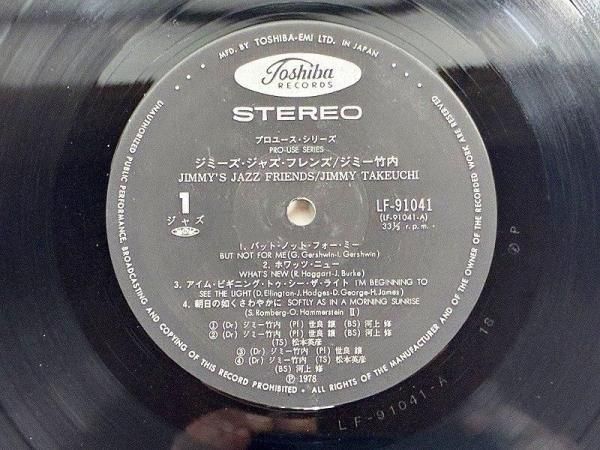 MFD. BY TOSHIBA-EMI LTD. IN JAPAN
Toshiba
RECORDS
STEREO
プロユース・シリーズ
PRO-USE SERIES
ジミーズ・ジャズ・フレンズ/ジミー竹内
JIMMY'S JAZZ FRIENDS/JIMMY TAKEUCHI
1
ジャズ
LF-91041
(LF-91041-A)
33⅓ r.p.m.
1. バット・ノット・フォー・ミー
BUT NOT FOR ME (G. Gershwin-I. Gershwin)
2. ホワッツ・ニュー
WHAT'S NEW (R. Haggart-J. Burke)
3. アイム・ビギニング・トゥ・シー・ザ・ライト I'M BEGINNING TO
SEE THE LIGHT (D. Ellington-J. Hodges-D. George-H. James)
4. 朝日の如くさわやかに SOFTLY AS IN A MORNING SUNRISE
(S. Romberg-O. Hammerstein II)
① (Dr) ジミー竹内 (Pf) 世良 譲 (BS) 河上 修
② (Dr) ジミー竹内 (Pf) 世良 譲 (BS) 河上 修
(TS) 松本英彦
③ (Dr) ジミー竹内 (Pf) 世良 譲
④ (Dr) ジミー竹内 (TS) 松本英彦
(BS) 河上 修
Ⓟ 1978
UNAUTHORIZED PUBLIC PERFORMANCE, BROADCASTING AND COPYING OF THIS RECORD PROHIBITED • ALL RIGHTS OF THE MANUFACTURER AND OF THE OWNER OF THE RECORDED WORK ARE RESERVED
LF-91041-A
16
P